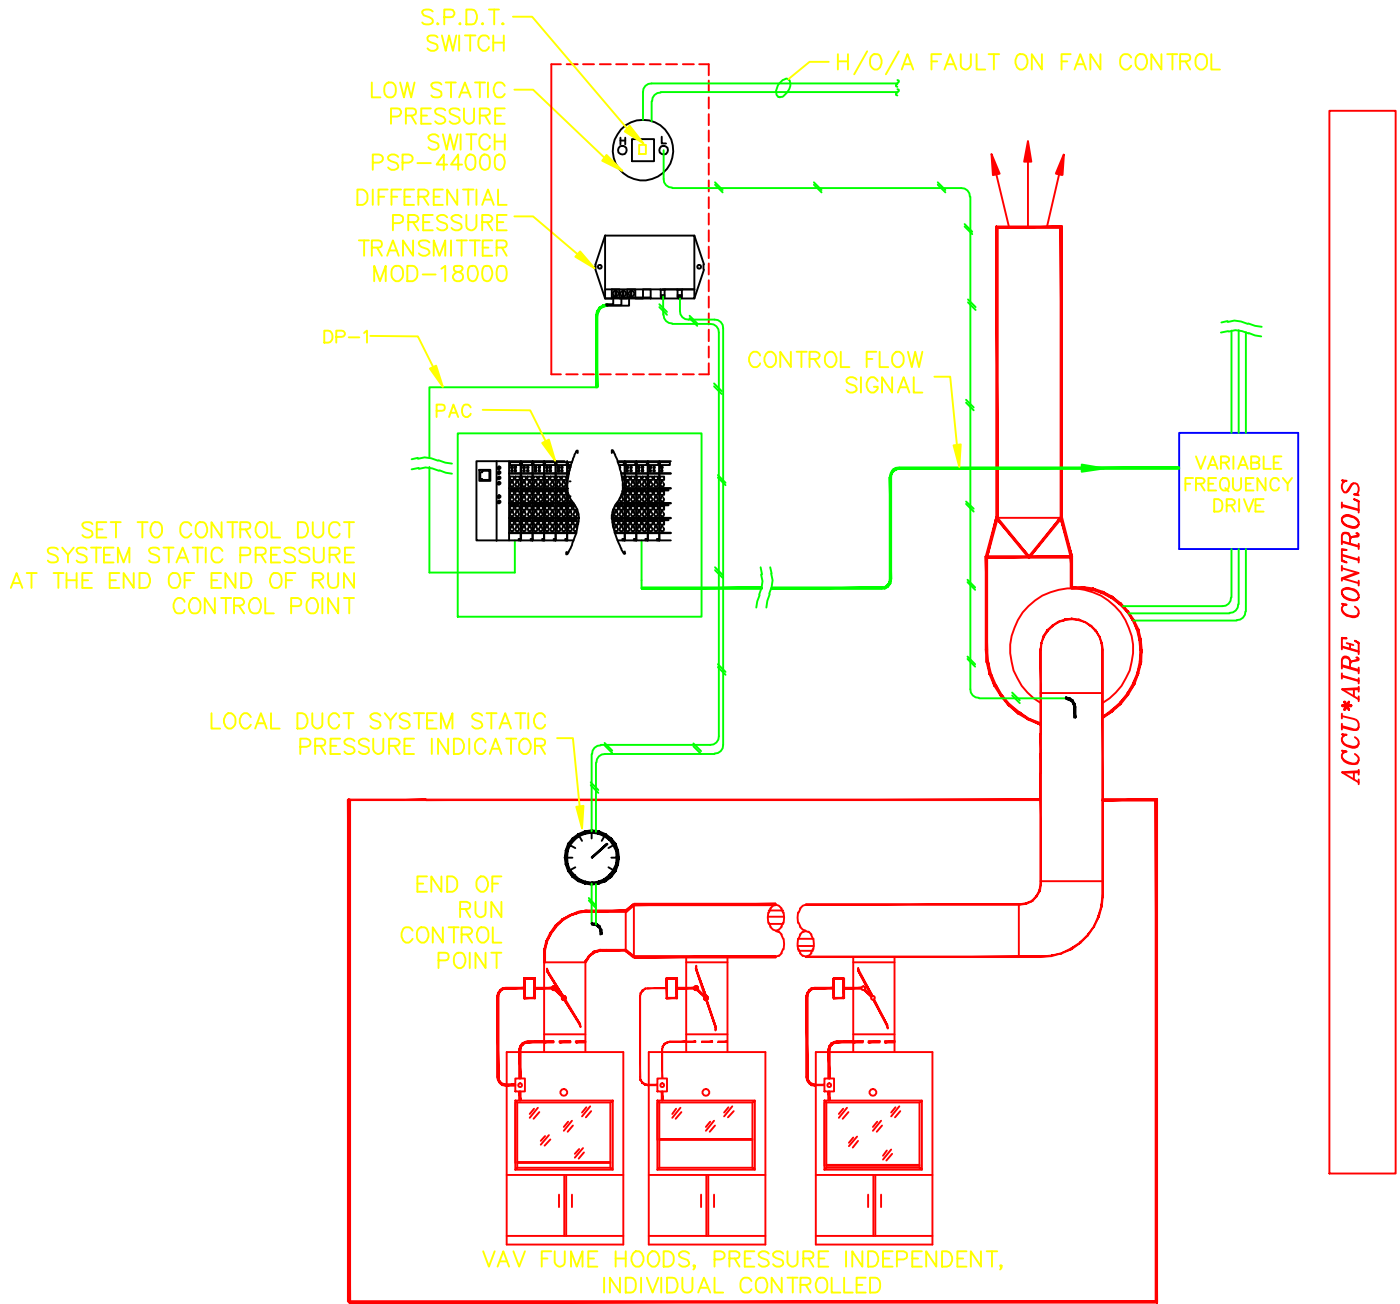 S.P.D.T.
SWITCH
H/O/A FAULT ON FAN CONTROL
LOW STATIC
PRESSURE
SWITCH
PSP-44000
H
L
DIFFERENTIAL
PRESSURE
TRANSMITTER
MOD-18000
DP-1
CONTROL FLOW
SIGNAL
PAC
VARIABLE
FREQUENCY
DRIVE
SET TO CONTROL DUCT
SYSTEM STATIC PRESSURE
AT THE END OF END OF RUN
CONTROL POINT
ACCU*AIRE CONTROLS
LOCAL DUCT SYSTEM STATIC
PRESSURE INDICATOR
END OF
RUN
CONTROL
POINT
VAV FUME HOODS, PRESSURE INDEPENDENT,
INDIVIDUAL CONTROLLED